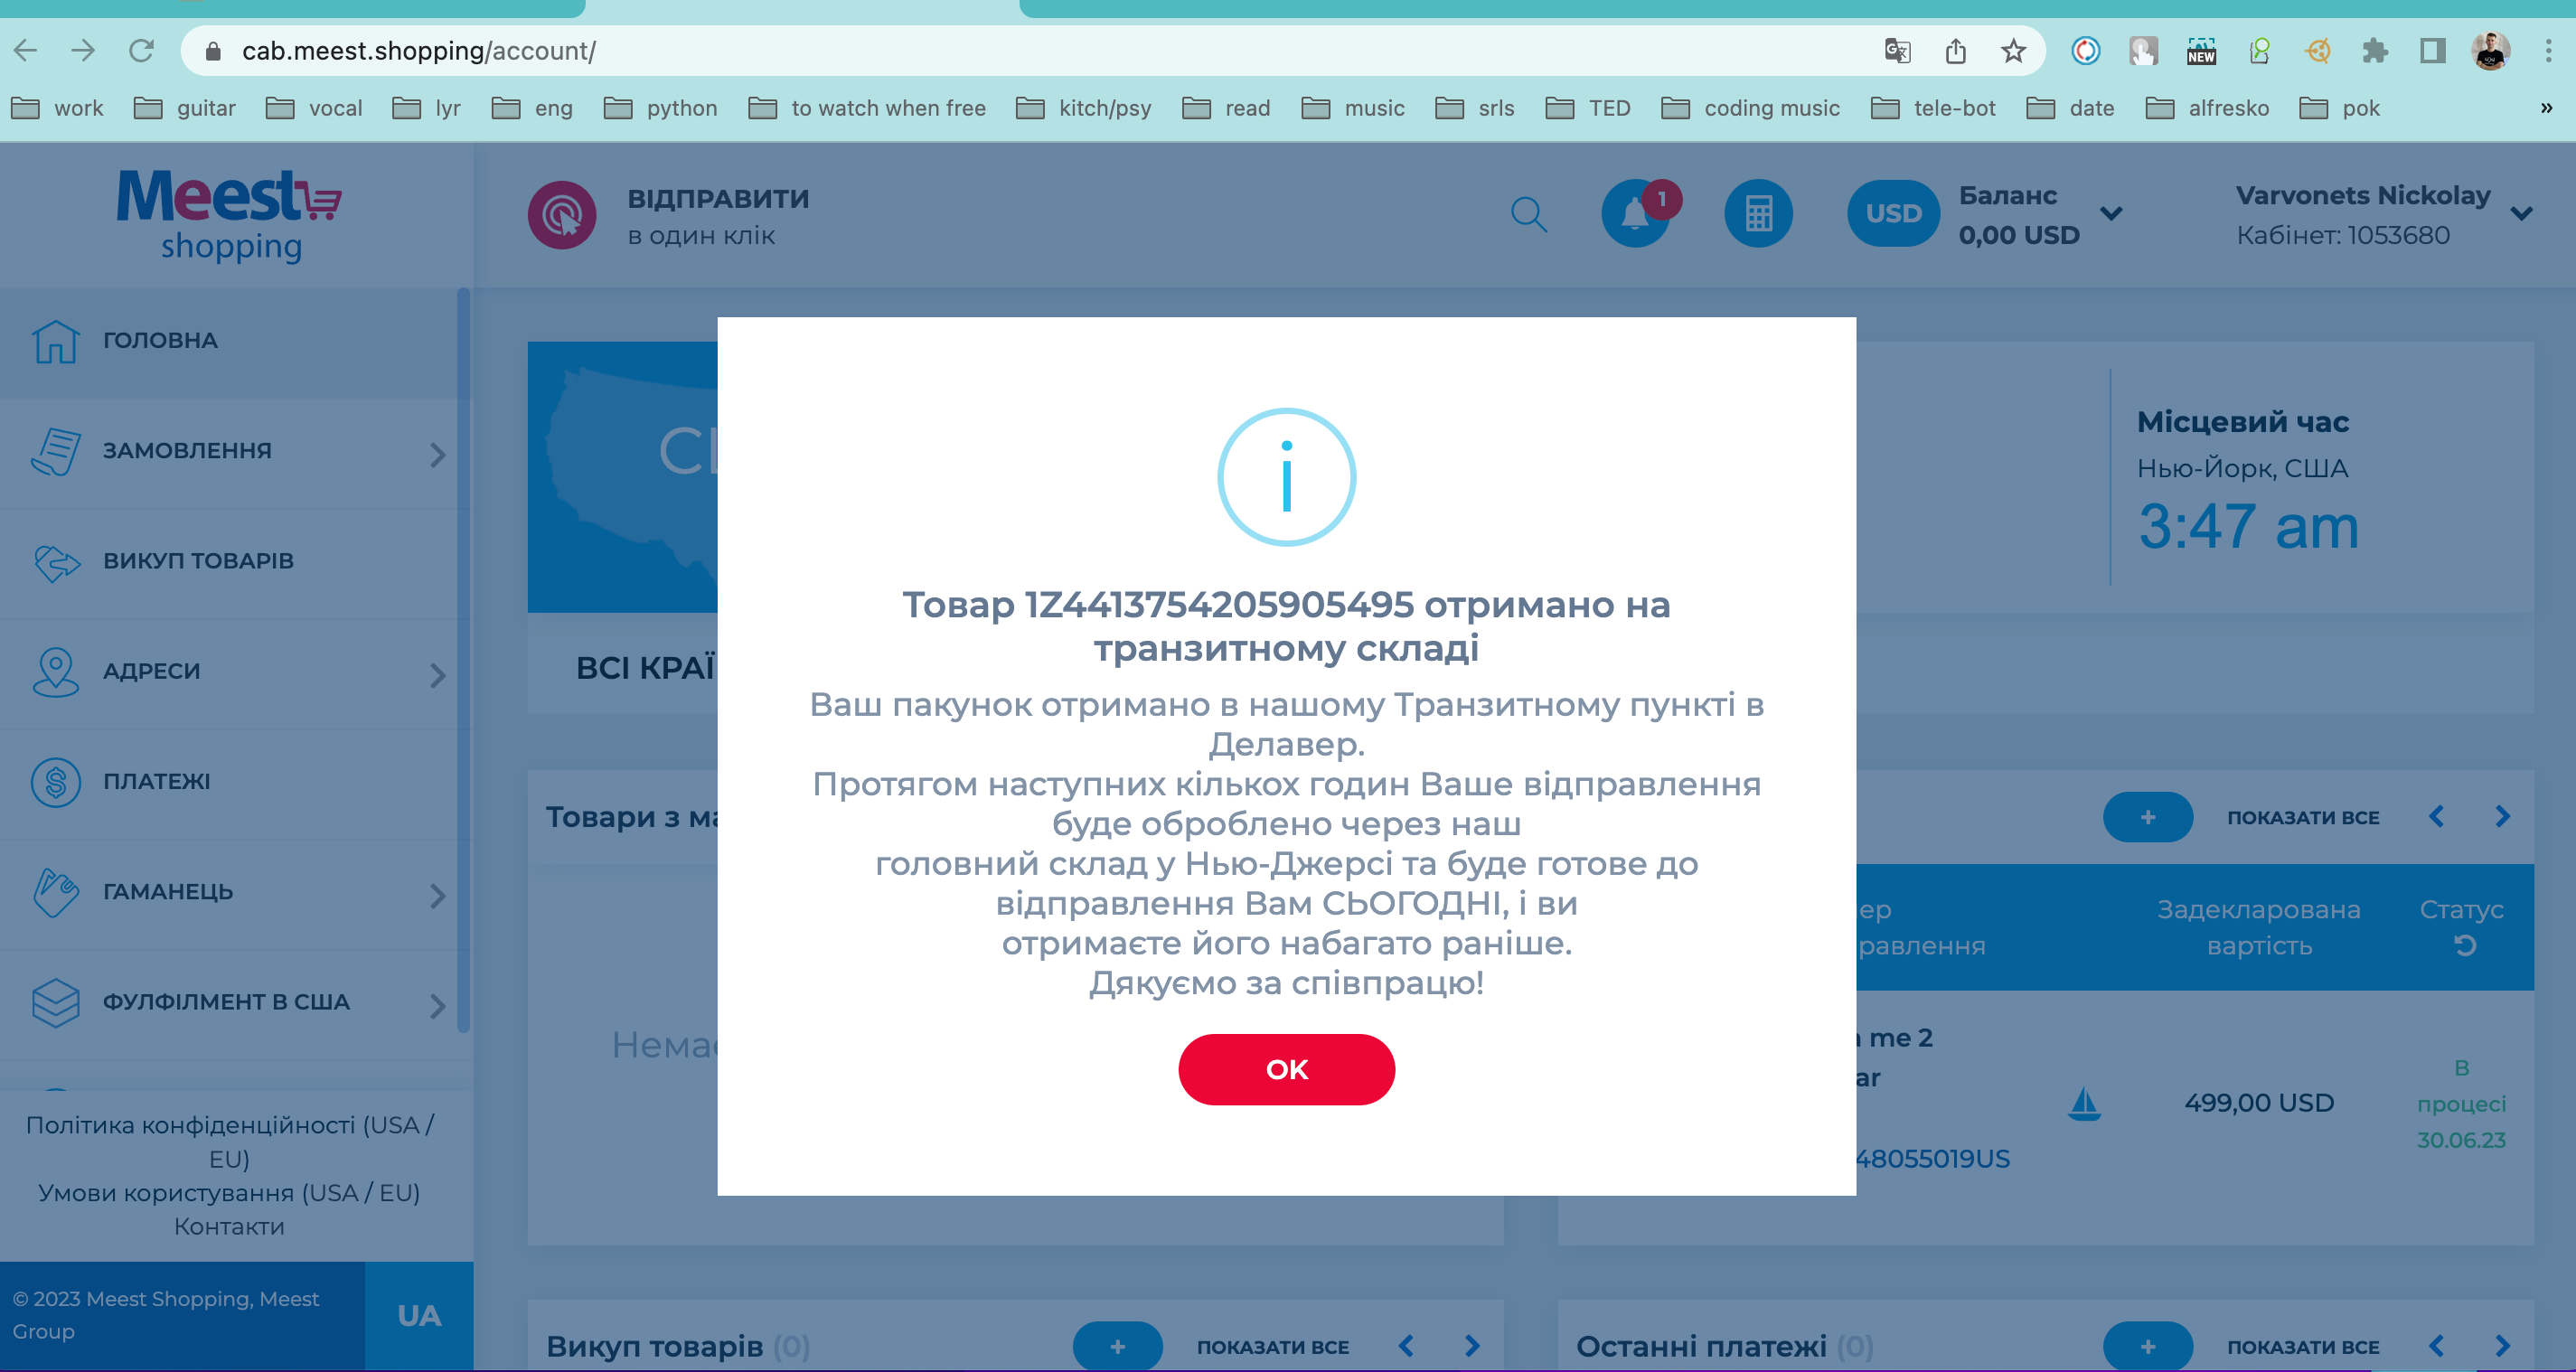 cab.meest.shopping/account/
NEW
work guitar vocal lyr eng python to watch when free kitch/psy read music srls TED coding music tele-bot date alfresko pok »
Meest
shopping
ВІДПРАВИТИ
в один клік
1
USD
Баланс
0,00 USD
Varvonets Nickolay
Кабінет: 1053680
ГОЛОВНА
ЗАМОВЛЕННЯ
ВИКУП ТОВАРІВ
АДРЕСИ
ПЛАТЕЖІ
ГАМАНЕЦЬ
ФУЛФІЛМЕНТ В США
Політика конфіденційності (USA /
EU)
Умови користування (USA / EU)
Контакти
© 2023 Meest Shopping, Meest
Group
UA
Місцевий час
Нью-Йорк, США
3:47 am
ВСІ КРАЇ
Товари з ма
Немає
Товар 1Z4413754205905495 отримано на
транзитному складі
Ваш пакунок отримано в нашому Транзитному пункті в
Делавер.
Протягом наступних кількох годин Ваше відправлення
буде оброблено через наш
головний склад у Нью-Джерсі та буде готове до
відправлення Вам СЬОГОДНІ, і ви
отримаєте його набагато раніше.
Дякуємо за співпрацю!
OK
+ ПОКАЗАТИ ВСЕ
ер
равлення
Задекларована
вартість
Статус
me 2
ar
48055019US
499,00 USD
В
процесі
30.06.23
Викуп товарів (0)
+ ПОКАЗАТИ ВСЕ
Останні платежі (0)
+ ПОКАЗАТИ ВСЕ